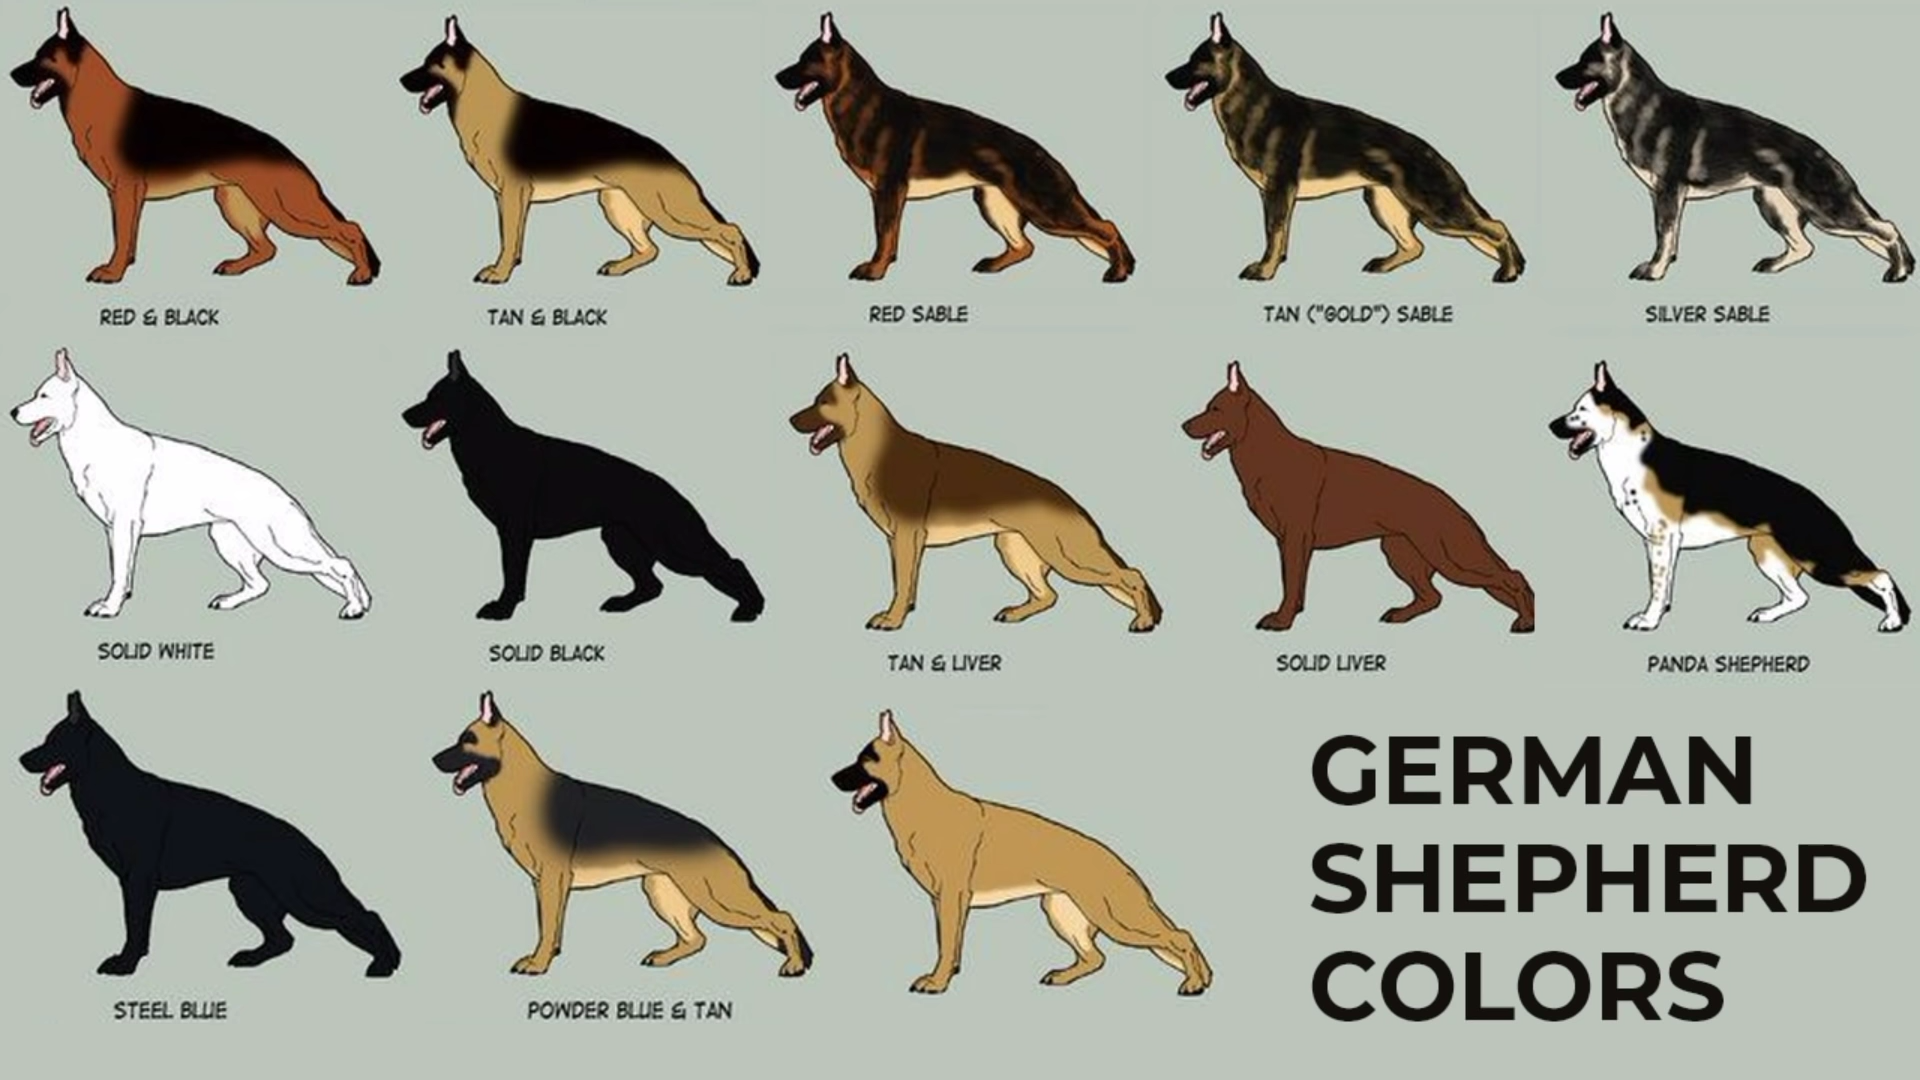 RED & BLACK
TAN & BLACK
RED SABLE
TAN ("GOLD") SABLE
SILVER SABLE
SOLID WHITE
SOLID BLACK
TAN & LIVER
SOLID LIVER
PANDA SHEPHERD
STEEL BLUE
POWDER BLUE & TAN
GERMAN
SHEPHERD
COLORS